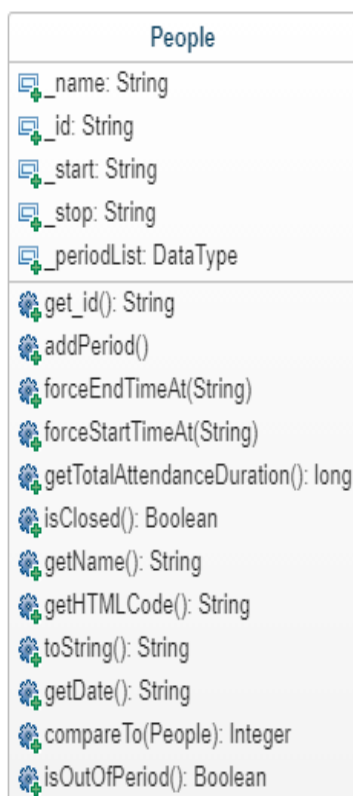 People
_name: String
_id: String
_start: String
_stop: String
_periodList: DataType
get_id(): String
addPeriod()
forceEndTimeAt(String)
forceStartTimeAt(String)
getTotalAttendanceDuration(): long
isClosed(): Boolean
getName(): String
getHTMLCode(): String
toString(): String
getDate(): String
compareTo(People): Integer
isOutOfPeriod(): Boolean